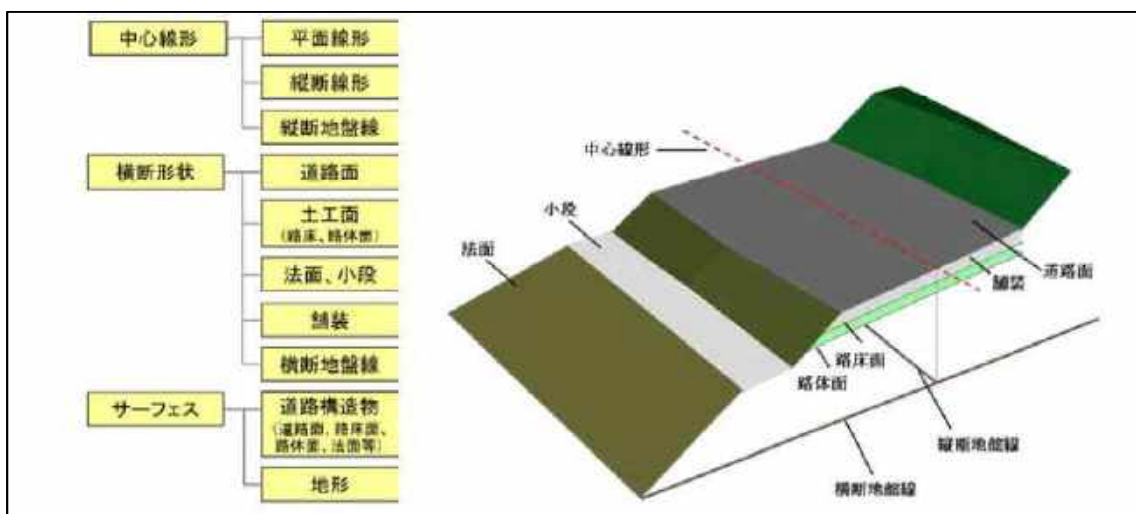 中心線形
平面線形
縦断線形
縦断地盤線
横断形状
道路面
土工面
(路床、路体面)
法面、小段
舗装
横断地盤線
サーフェス
道路構造物
(道路面、路床面、
路体面、法面等)
地形
中心線形
小段
法面
道路面
舗装
路床面
路体面
縦断地盤線
横断地盤線